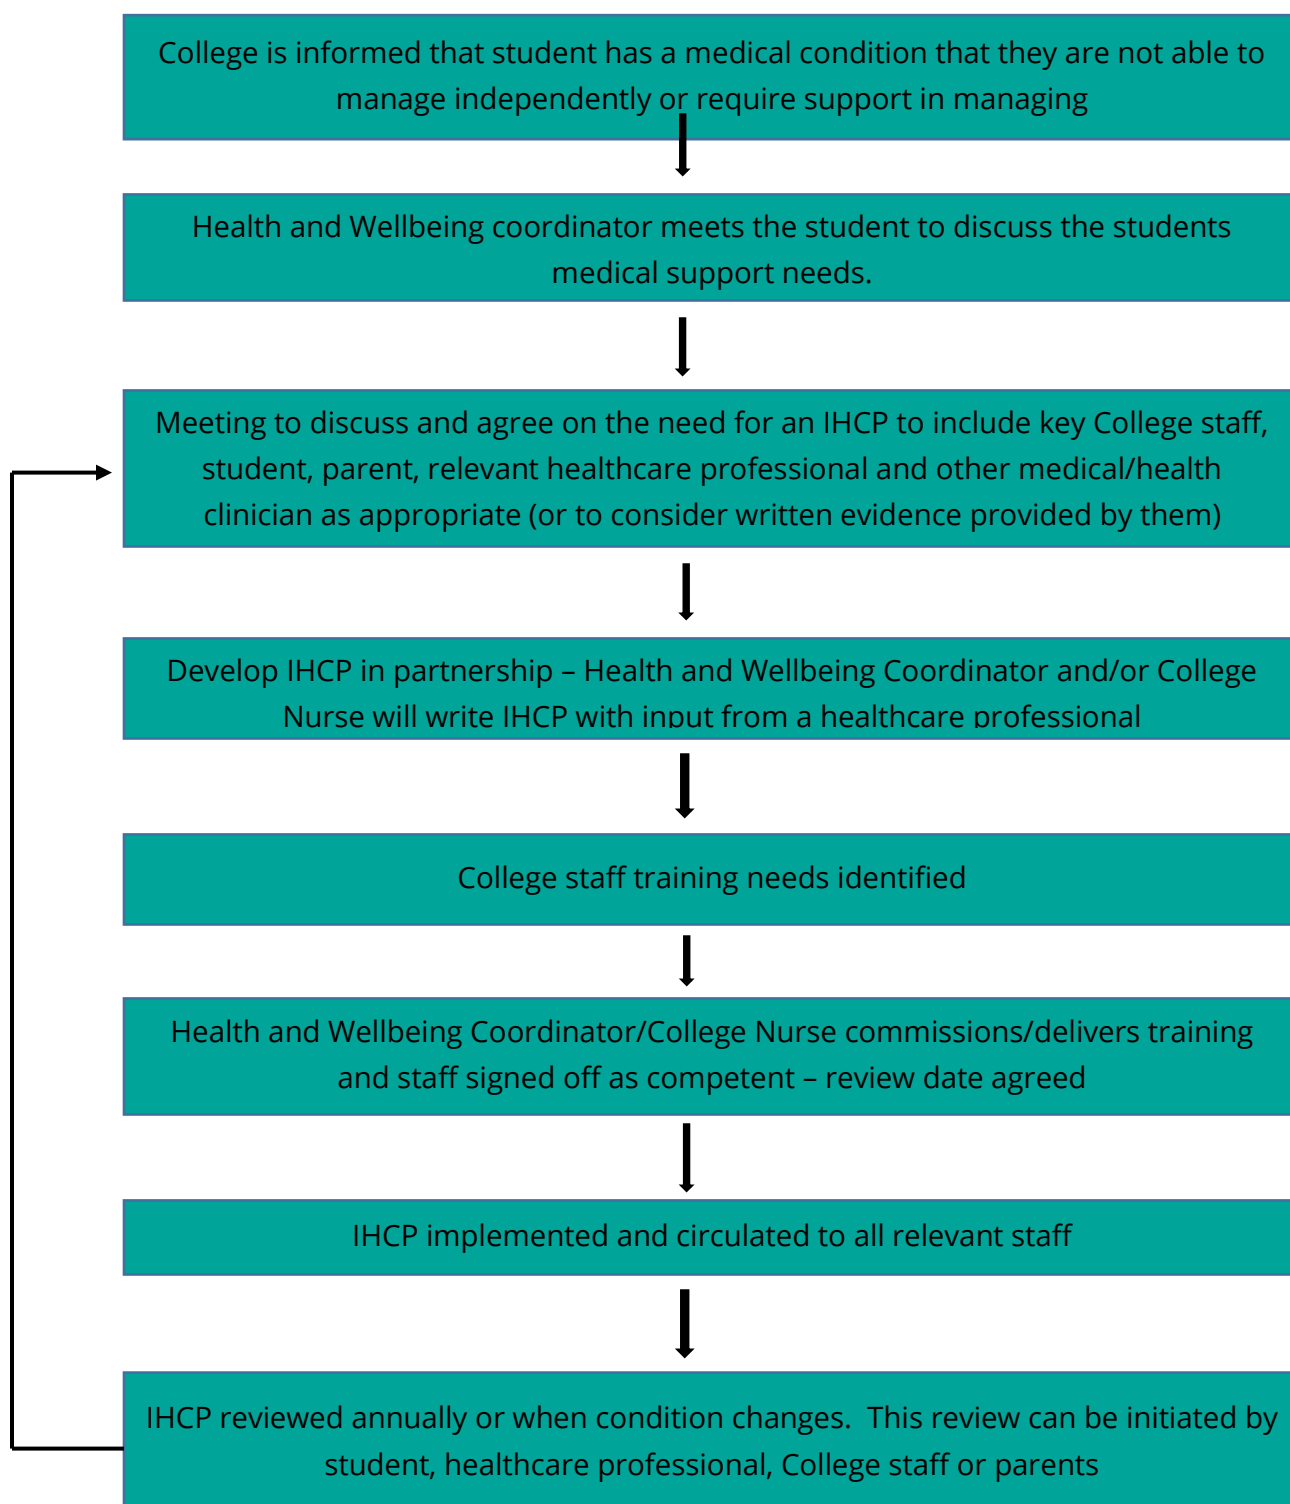 College is informed that student has a medical condition that they are not able to
manage independently or require support in managing
Health and Wellbeing coordinator meets the student to discuss the students
medical support needs.
Meeting to discuss and agree on the need for an IHCP to include key College staff,
student, parent, relevant healthcare professional and other medical/health
clinician as appropriate (or to consider written evidence provided by them)
Develop IHCP in partnership – Health and Wellbeing Coordinator and/or College
Nurse will write IHCP with input from a healthcare professional
College staff training needs identified
Health and Wellbeing Coordinator/College Nurse commissions/delivers training
and staff signed off as competent – review date agreed
IHCP implemented and circulated to all relevant staff
IHCP reviewed annually or when condition changes.  This review can be initiated by
student, healthcare professional, College staff or parents